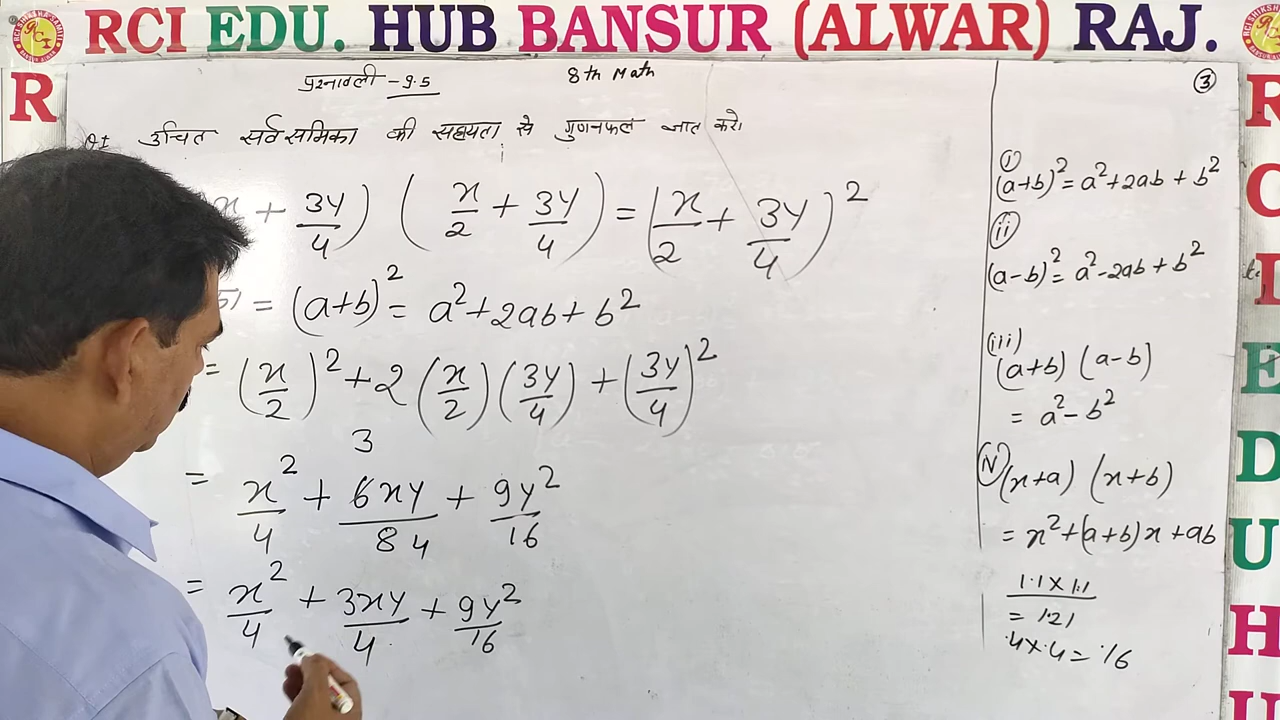 RCI EDU. HUB BANSUR (ALWAR) RAJ.
R
प्रश्नावली - 9.5 8th Math
③
Q1 उचित सर्वसमिका की सहायता से गुणनफल ज्ञात करो।
x + 3y/4) (x/2 + 3y/4) = (x/2 + 3y/4)²
= (a+b)² = a² + 2ab + b²
= (x/2)² + 2(x/2)(3y/4) + (3y/4)²
3
= x²/4 + 6xy/8 4 + 9y²/16
= x²/4 + 3xy/4 + 9y²/16
(i)
(a+b)² = a² + 2ab + b²
(ii)
(a-b)² = a² - 2ab + b²
(iii)
(a+b) (a-b)
= a² - b²
(iv) (x+a) (x+b)
= x² + (a+b)x + ab
1.1 x 1.1
= 1.21
.4 x .4 = .16
R
C
I
E
D
U
H
U